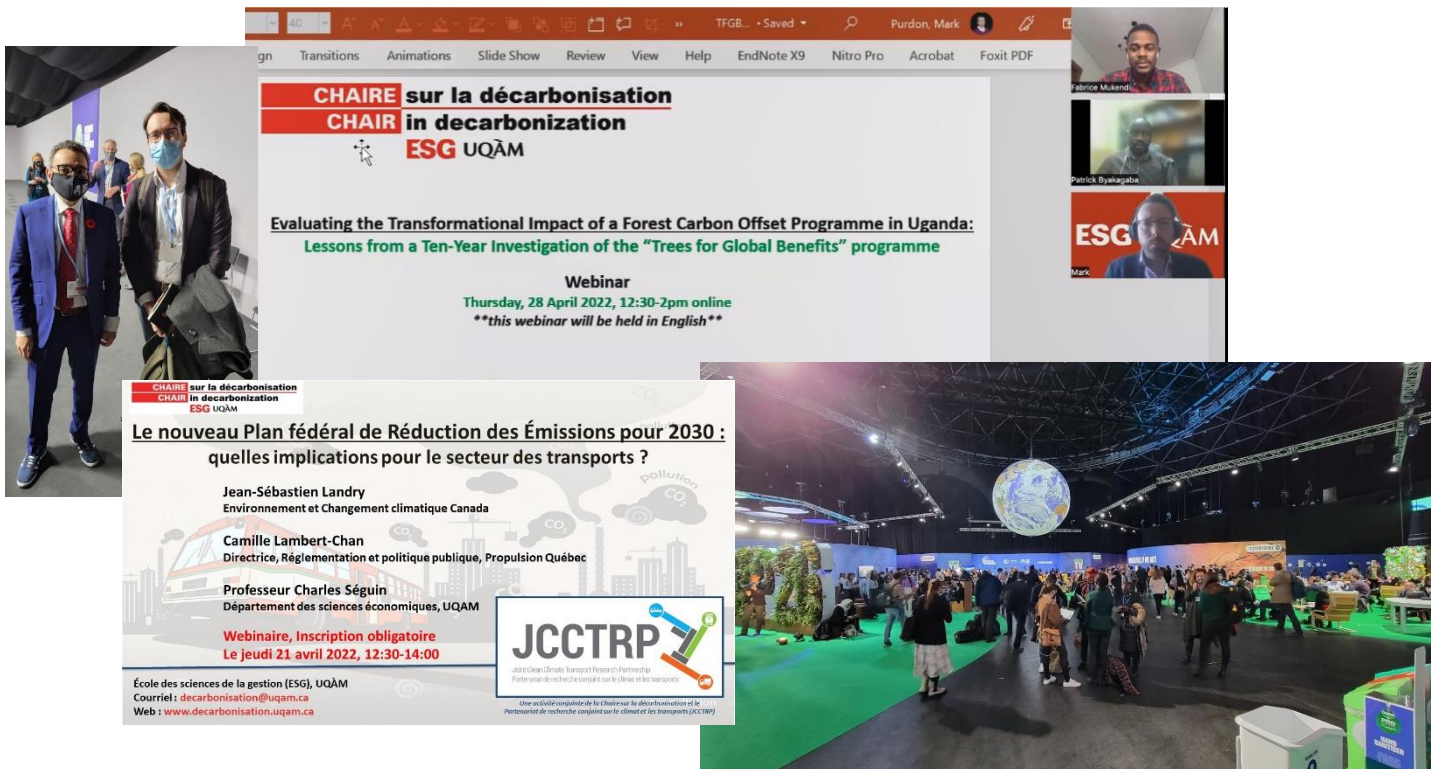 40
TFGB... • Saved
Purdon, Mark
gn Transitions Animations Slide Show Review View Help EndNote X9 Nitro Pro Acrobat Foxit PDF
CHAIRE sur la décarbonisation
CHAIR in decarbonization
ESG UQÀM
Evaluating the Transformational Impact of a Forest Carbon Offset Programme in Uganda:
Lessons from a Ten-Year Investigation of the “Trees for Global Benefits” programme
Webinar
Thursday, 28 April 2022, 12:30-2pm online
**this webinar will be held in English**
Fabrice Mukendi
Patrick Byakagaba
ESG UQÀM
Mark
CHAIRE sur la décarbonisation
CHAIR in decarbonization
ESG UQÀM
Le nouveau Plan fédéral de Réduction des Émissions pour 2030 :
quelles implications pour le secteur des transports ?
pollution
CO2
CO2
CO2
Jean-Sébastien Landry
Environnement et Changement climatique Canada
Camille Lambert-Chan
Directrice, Réglementation et politique publique, Propulsion Québec
Professeur Charles Séguin
Département des sciences économiques, UQAM
Webinaire, Inscription obligatoire
Le jeudi 21 avril 2022, 12:30-14:00
JCCTRP
Joint Clean Climate Transport Research Partnership
Partenariat de recherche conjoint sur le climat et les transports
École des sciences de la gestion (ESG), UQÀM
Courriel : decarbonisation@uqam.ca
Web : www.decarbonisation.uqam.ca
Une activité conjointe de la Chaire sur la décarbonisation et le
Partenariat de recherche conjoint sur le climat et les transports (JCCTRP)
HAND
SANITISER